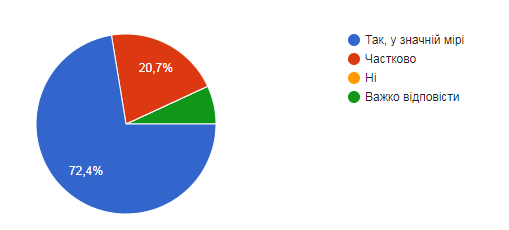 20,7%
72,4%
Так, у значній мірі
Частково
Ні
Важко відповісти